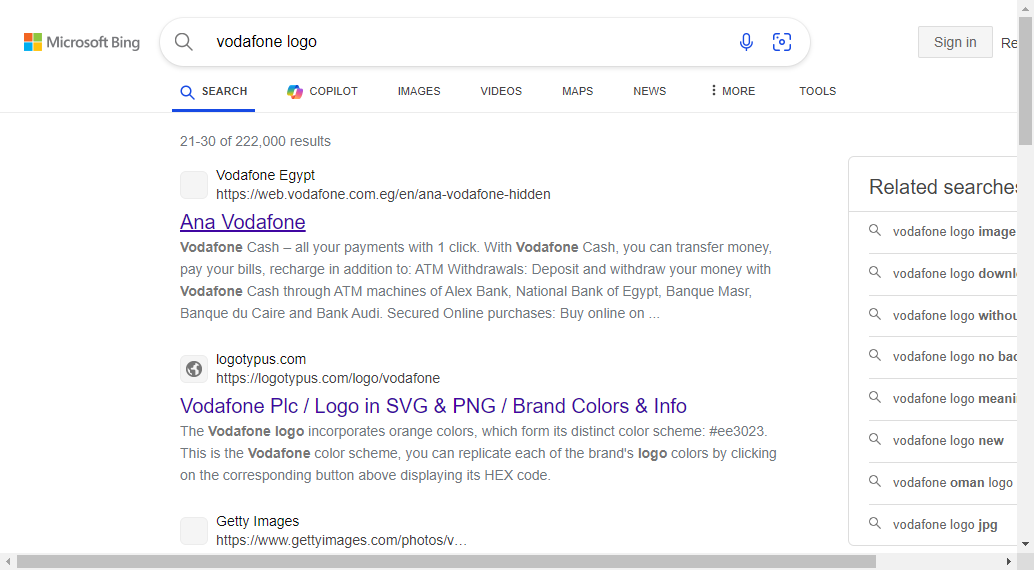 Microsoft Bing
vodafone logo
Sign in
Re
SEARCH
COPILOT
IMAGES
VIDEOS
MAPS
NEWS
MORE
TOOLS
21-30 of 222,000 results
Vodafone Egypt
https://web.vodafone.com.eg/en/ana-vodafone-hidden
Ana Vodafone
Vodafone Cash – all your payments with 1 click. With Vodafone Cash, you can transfer money,
pay your bills, recharge in addition to: ATM Withdrawals: Deposit and withdraw your money with
Vodafone Cash through ATM machines of Alex Bank, National Bank of Egypt, Banque Masr,
Banque du Caire and Bank Audi. Secured Online purchases: Buy online on ...
logotypus.com
https://logotypus.com/logo/vodafone
Vodafone Plc / Logo in SVG & PNG / Brand Colors & Info
The Vodafone logo incorporates orange colors, which form its distinct color scheme: #ee3023.
This is the Vodafone color scheme, you can replicate each of the brand's logo colors by clicking
on the corresponding button above displaying its HEX code.
Getty Images
https://www.gettyimages.com/photos/v…
Related searches
vodafone logo image
vodafone logo downl
vodafone logo withou
vodafone logo no bac
vodafone logo meani
vodafone logo new
vodafone oman logo
vodafone logo jpg